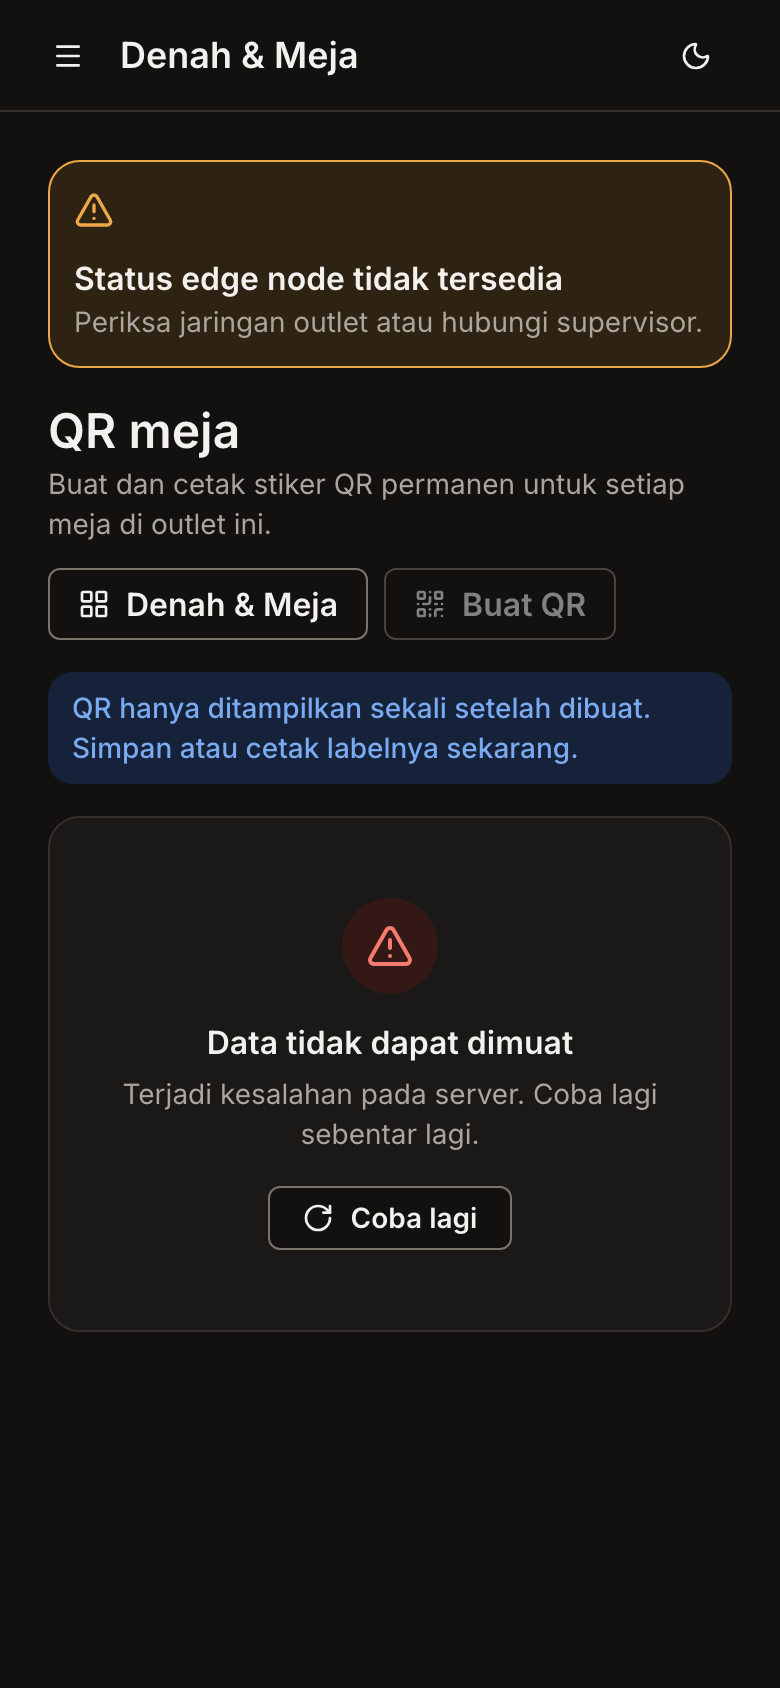 Denah & Meja
Status edge node tidak tersedia
Periksa jaringan outlet atau hubungi supervisor.
QR meja
Buat dan cetak stiker QR permanen untuk setiap
meja di outlet ini.
Denah & Meja
Buat QR
QR hanya ditampilkan sekali setelah dibuat.
Simpan atau cetak labelnya sekarang.
Data tidak dapat dimuat
Terjadi kesalahan pada server. Coba lagi
sebentar lagi.
Coba lagi